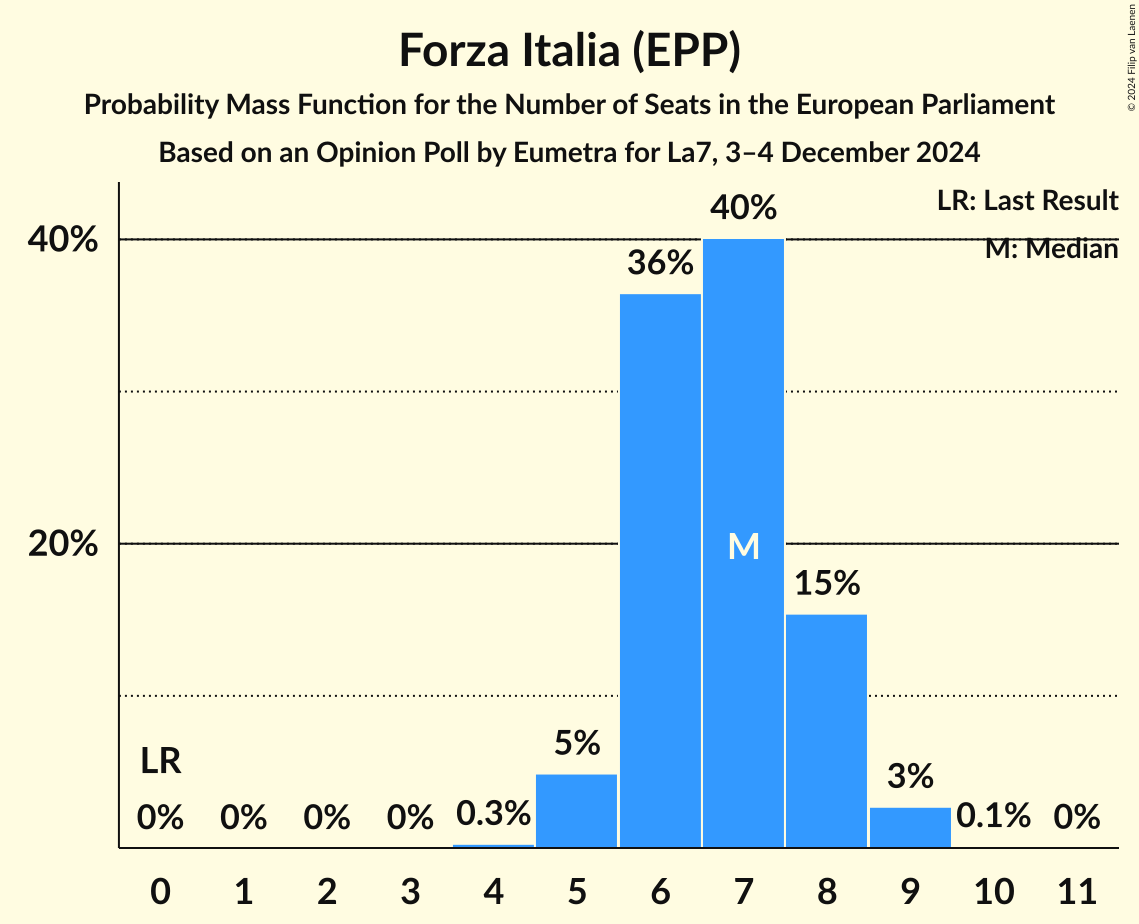 Forza Italia (EPP)
Probability Mass Function for the Number of Seats in the European Parliament
Based on an Opinion Poll by Eumetra for La7, 3–4 December 2024
© 2024 Filip van Laenen
LR: Last Result
M: Median
40%
20%
40%
36%
M
15%
5%
3%
LR
0% 0% 0% 0% 0.3% 0.1% 0%
0 1 2 3 4 5 6 7 8 9 10 11